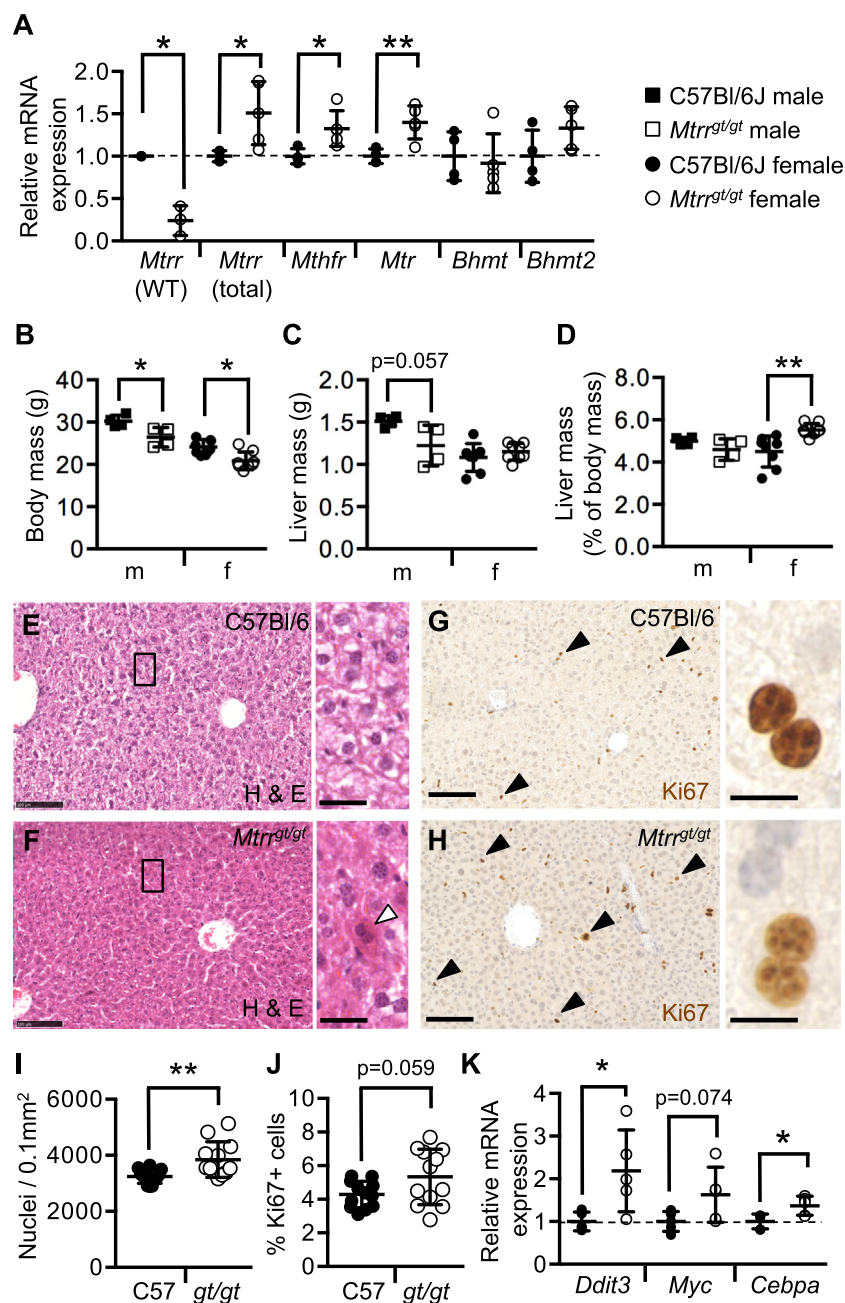 A
* * * **
Relative mRNA
expression
2.0
1.5
1.0
0.5
0.0
Mtrr
(WT)
Mtrr
(total)
Mthfr
Mtr
Bhmt
Bhmt2
C57Bl/6J male
Mtrrgt/gt male
C57Bl/6J female
Mtrrgt/gt female
B
Body mass (g)
40
30
20
10
0
* *
m f
C
Liver mass (g)
2.0
1.5
1.0
0.5
0.0
p=0.057
m f
D
Liver mass
(% of body mass)
8.0
6.0
4.0
2.0
0.0
**
m f
E C57Bl/6
H & E
G C57Bl/6
Ki67
F Mtrrgt/gt
H & E
H Mtrrgt/gt
Ki67
I
Nuclei / 0.1mm2
6000
4000
2000
0
**
C57 gt/gt
J
% Ki67+ cells
10
8
6
4
2
0
p=0.059
C57 gt/gt
K
Relative mRNA
expression
4
3
2
1
0
*
p=0.074
*
Ddit3 Myc Cebpa